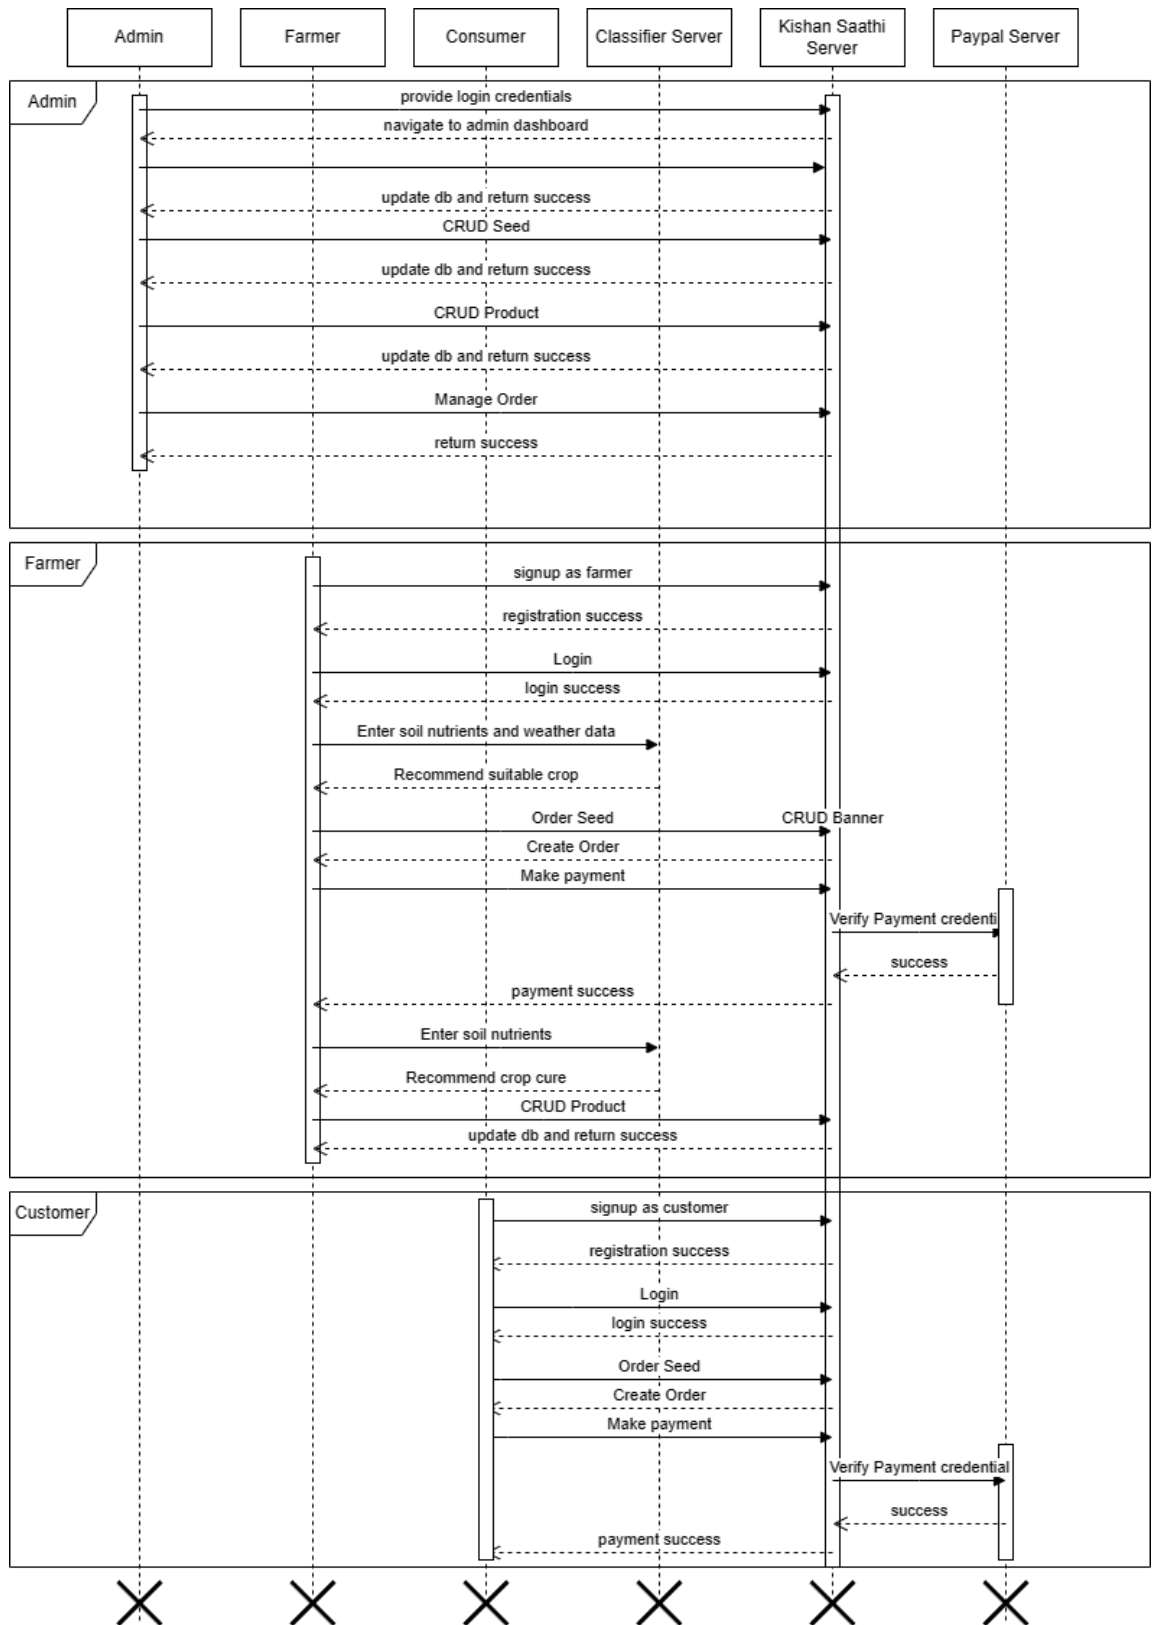 Admin
Farmer
Consumer
Classifier Server
Kishan Saathi
Server
Paypal Server
Admin
provide login credentials
navigate to admin dashboard
update db and return success
CRUD Seed
update db and return success
CRUD Product
update db and return success
Manage Order
return success
Farmer
signup as farmer
registration success
Login
login success
Enter soil nutrients and weather data
Recommend suitable crop
Order Seed
CRUD Banner
Create Order
Make payment
Verify Payment credenti
success
payment success
Enter soil nutrients
Recommend crop cure
CRUD Product
update db and return success
Customer
signup as customer
registration success
Login
login success
Order Seed
Create Order
Make payment
Verify Payment credential
success
payment success